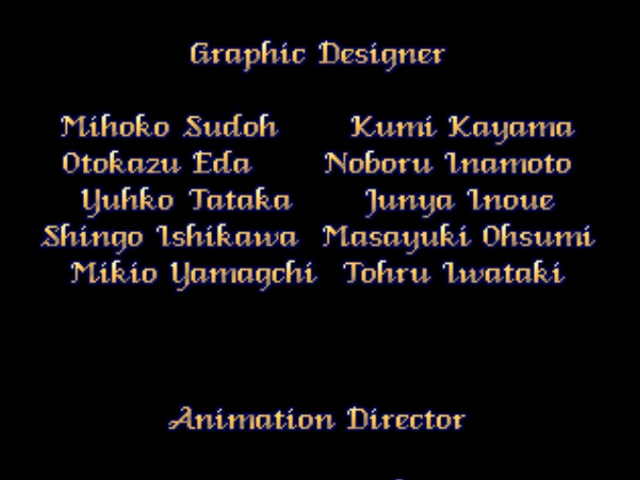 Graphic Designer
Mihoko Sudoh Kumi Kayama
Otokazu Eda Noboru Inamoto
Yuhko Tataka Junya Inoue
Shingo Ishikawa Masayuki Ohsumi
Mikio Yamagchi Tohru Iwataki
Animation Director